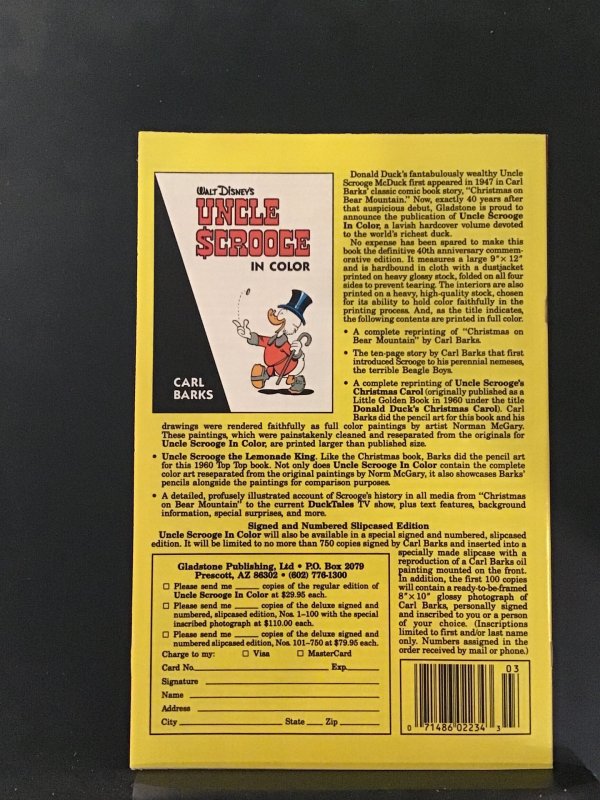 WALT DISNEY'S
UNCLE
$CROOGE
IN COLOR
CARL
BARKS
Donald Duck's fantabulously wealthy Uncle
Scrooge McDuck first appeared in 1947 in Carl
Barks' classic comic book story, "Christmas on
Bear Mountain." Now, exactly 40 years after
that auspicious debut, Gladstone is proud to
announce the publication of Uncle Scrooge
In Color, a lavish hardcover volume devoted
to the world's richest duck.
No expense has been spared to make this
book the definitive 40th anniversary commem-
orative edition. It measures a large 9"× 12"
and is hardbound in cloth with a dustjacket
printed on heavy glossy stock, folded on all four
sides to prevent tearing. The interiors are also
printed on a heavy, high-quality stock, chosen
for its ability to hold color faithfully in the
printing process. And, as the title indicates,
the following contents are printed in full color.
• A complete reprinting of "Christmas on
Bear Mountain" by Carl Barks.
• The ten-page story by Carl Barks that first
introduced Scrooge to his perennial nemeses,
the terrible Beagle Boys.
• A complete reprinting of Uncle Scrooge's
Christmas Carol (originally published as a
Little Golden Book in 1960 under the title
Donald Duck's Christmas Carol). Carl
Barks did the pencil art for this book and his
drawings were rendered faithfully as full color paintings by artist Norman McGary.
These paintings, which were painstakenly cleaned and reseparated from the originals for
Uncle Scrooge In Color, are printed larger than published size.
• Uncle Scrooge the Lemonade King. Like the Christmas book, Barks did the pencil art
for this 1960 Top Top book. Not only does Uncle Scrooge In Color contain the complete
color art reseparated from the original paintings by Norm McGary, it also showcases Barks'
pencils alongside the paintings for comparison purposes.
• A detailed, profusely illustrated account of Scrooge's history in all media from "Christmas
on Bear Mountain" to the current DuckTales TV show, plus text features, background
information, special surprises, and more.
Signed and Numbered Slipcased Edition
Uncle Scrooge In Color will also be available in a special signed and numbered, slipcased
edition. It will be limited to no more than 750 copies signed by Carl Barks and inserted into a
specially made slipcase with a
reproduction of a Carl Barks oil
painting mounted on the front.
In addition, the first 100 copies
will contain a ready-to-be-framed
8"×10" glossy photograph of
Carl Barks, personally signed
and inscribed to you or a person
of your choice. (Inscriptions
limited to first and/or last name
only. Numbers assigned in the
order received by mail or phone.)
Gladstone Publishing, Ltd • P.O. Box 2079
Prescott, AZ 86302 • (602) 776-1300
□ Please send me ____ copies of the regular edition of
Uncle Scrooge In Color at $29.95 each.
□ Please send me ____ copies of the deluxe signed and
numbered, slipcased edition, Nos. 1-100 with the special
inscribed photograph at $110.00 each.
□ Please send me ____ copies of the deluxe signed and
numbered slipcased edition, Nos. 101-750 at $79.95 each.
Charge to my: □ Visa □ MasterCard
Card No. ____ Exp. ____
Signature ____
Name ____
Address ____
City ____ State ____ Zip ____
03
0 71486 02234 3